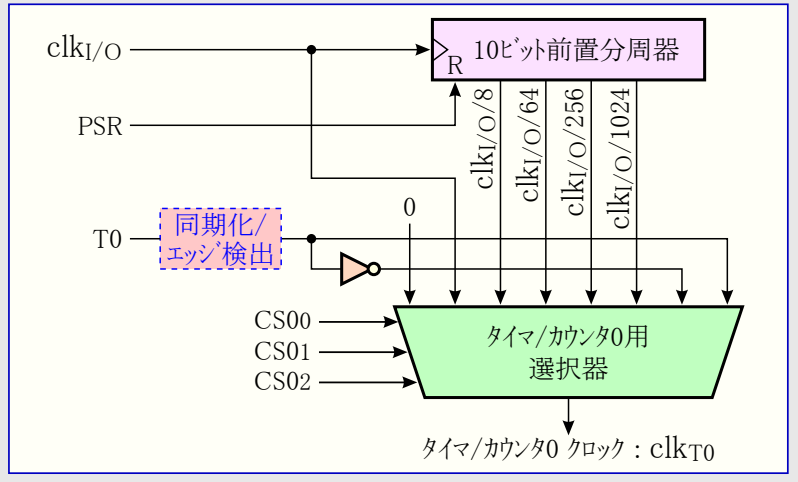 clkI/O
10ﾋﾞｯﾄ前置分周器
R
PSR
clkI/O/8
clkI/O/64
clkI/O/256
clkI/O/1024
0
T0
同期化/
ｴｯｼﾞ検出
CS00
CS01
CS02
ﾀｲﾏ/ｶｳﾝﾀ0用
選択器
ﾀｲﾏ/ｶｳﾝﾀ0 ｸﾛｯｸ : clkT0